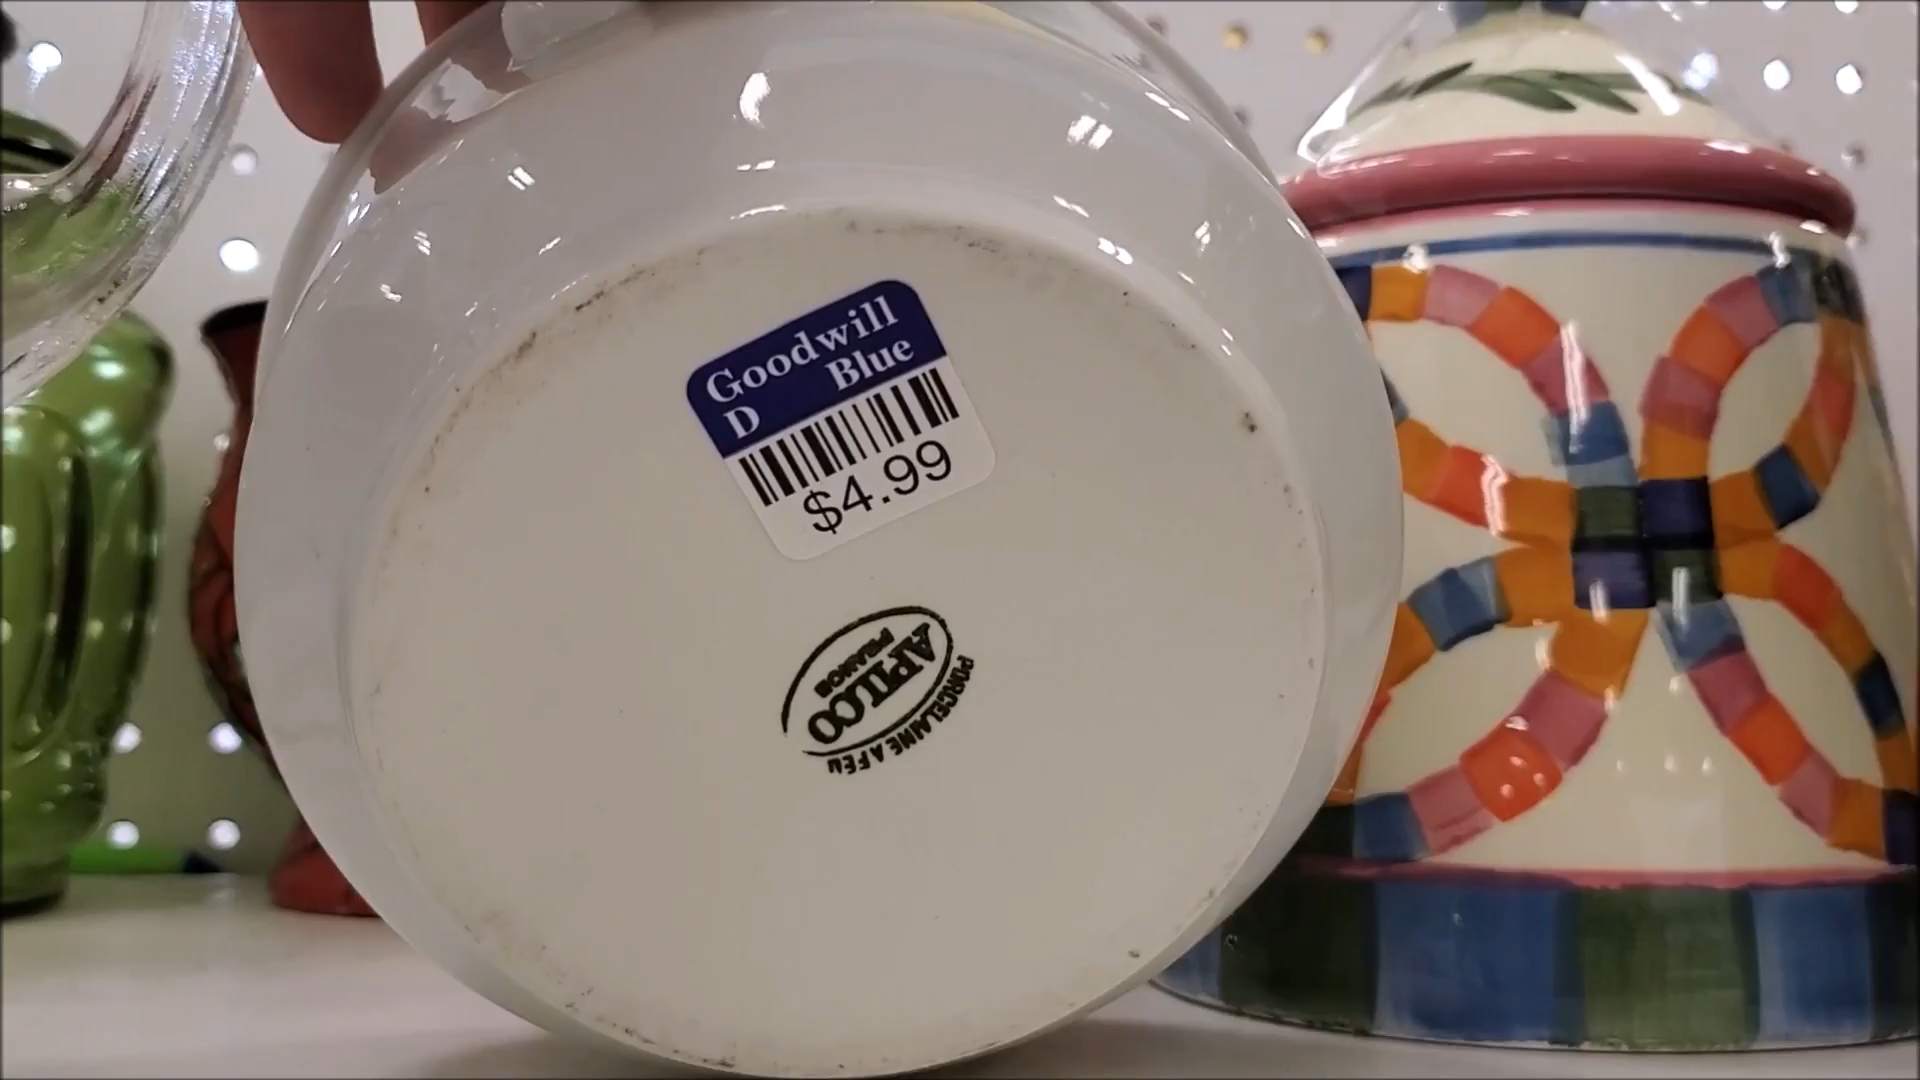 Goodwill
Blue
D
$4.99
APILCO
FRANCE
PORCELAINE A FEU